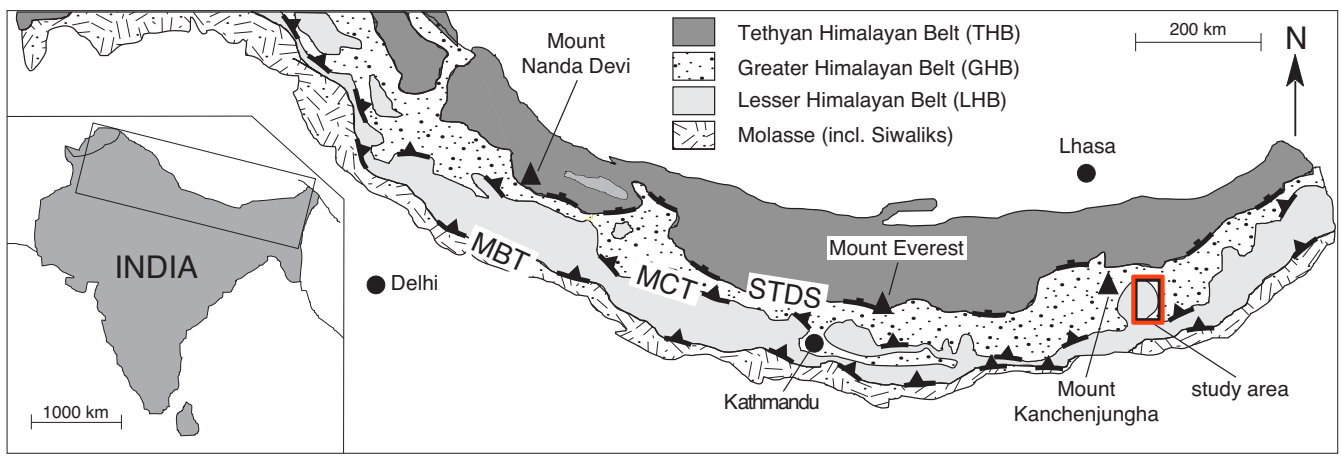 Tethyan Himalayan Belt (THB)
Greater Himalayan Belt (GHB)
Lesser Himalayan Belt (LHB)
Molasse (incl. Siwaliks)
200 km
N
Mount
Nanda Devi
Lhasa
Mount Everest
INDIA
Delhi
MBT
MCT
STDS
Kathmandu
Mount
Kanchenjungha
study area
1000 km